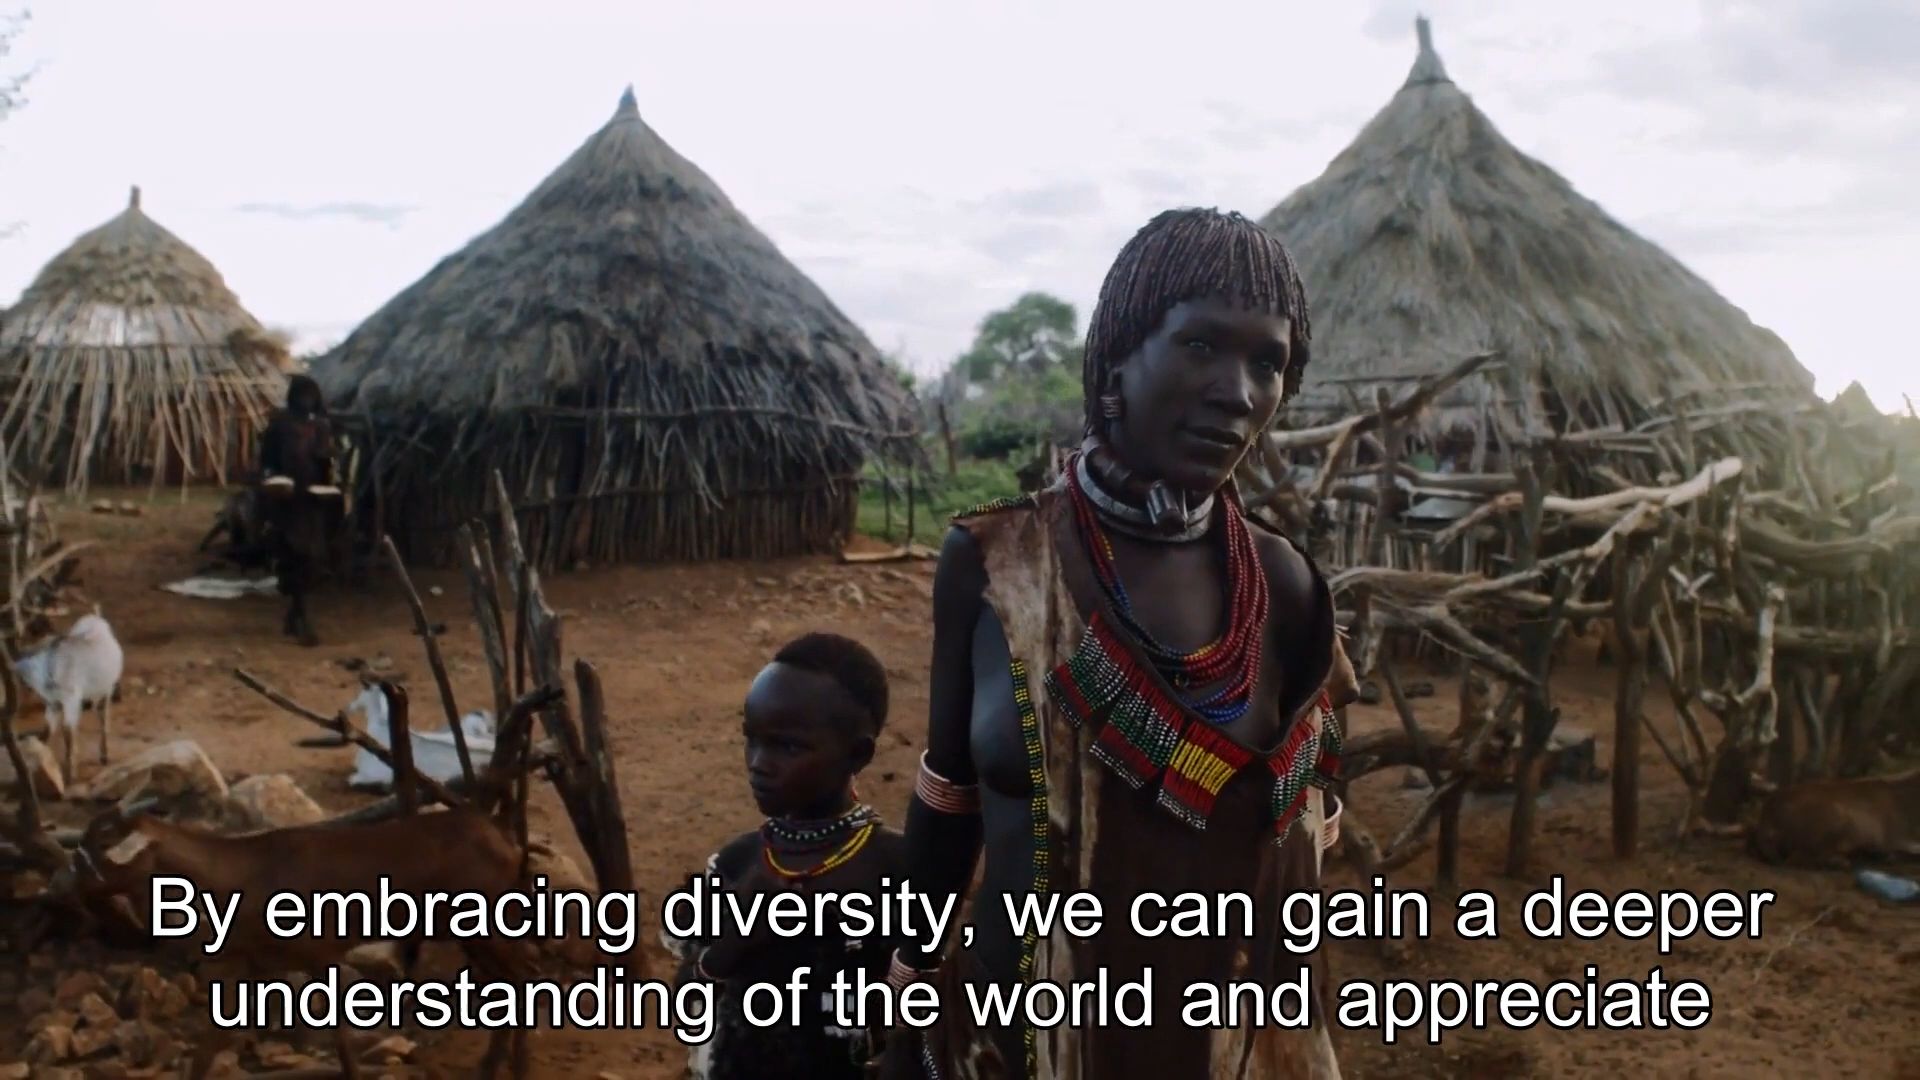 By embracing diversity, we can gain a deeper
understanding of the world and appreciate